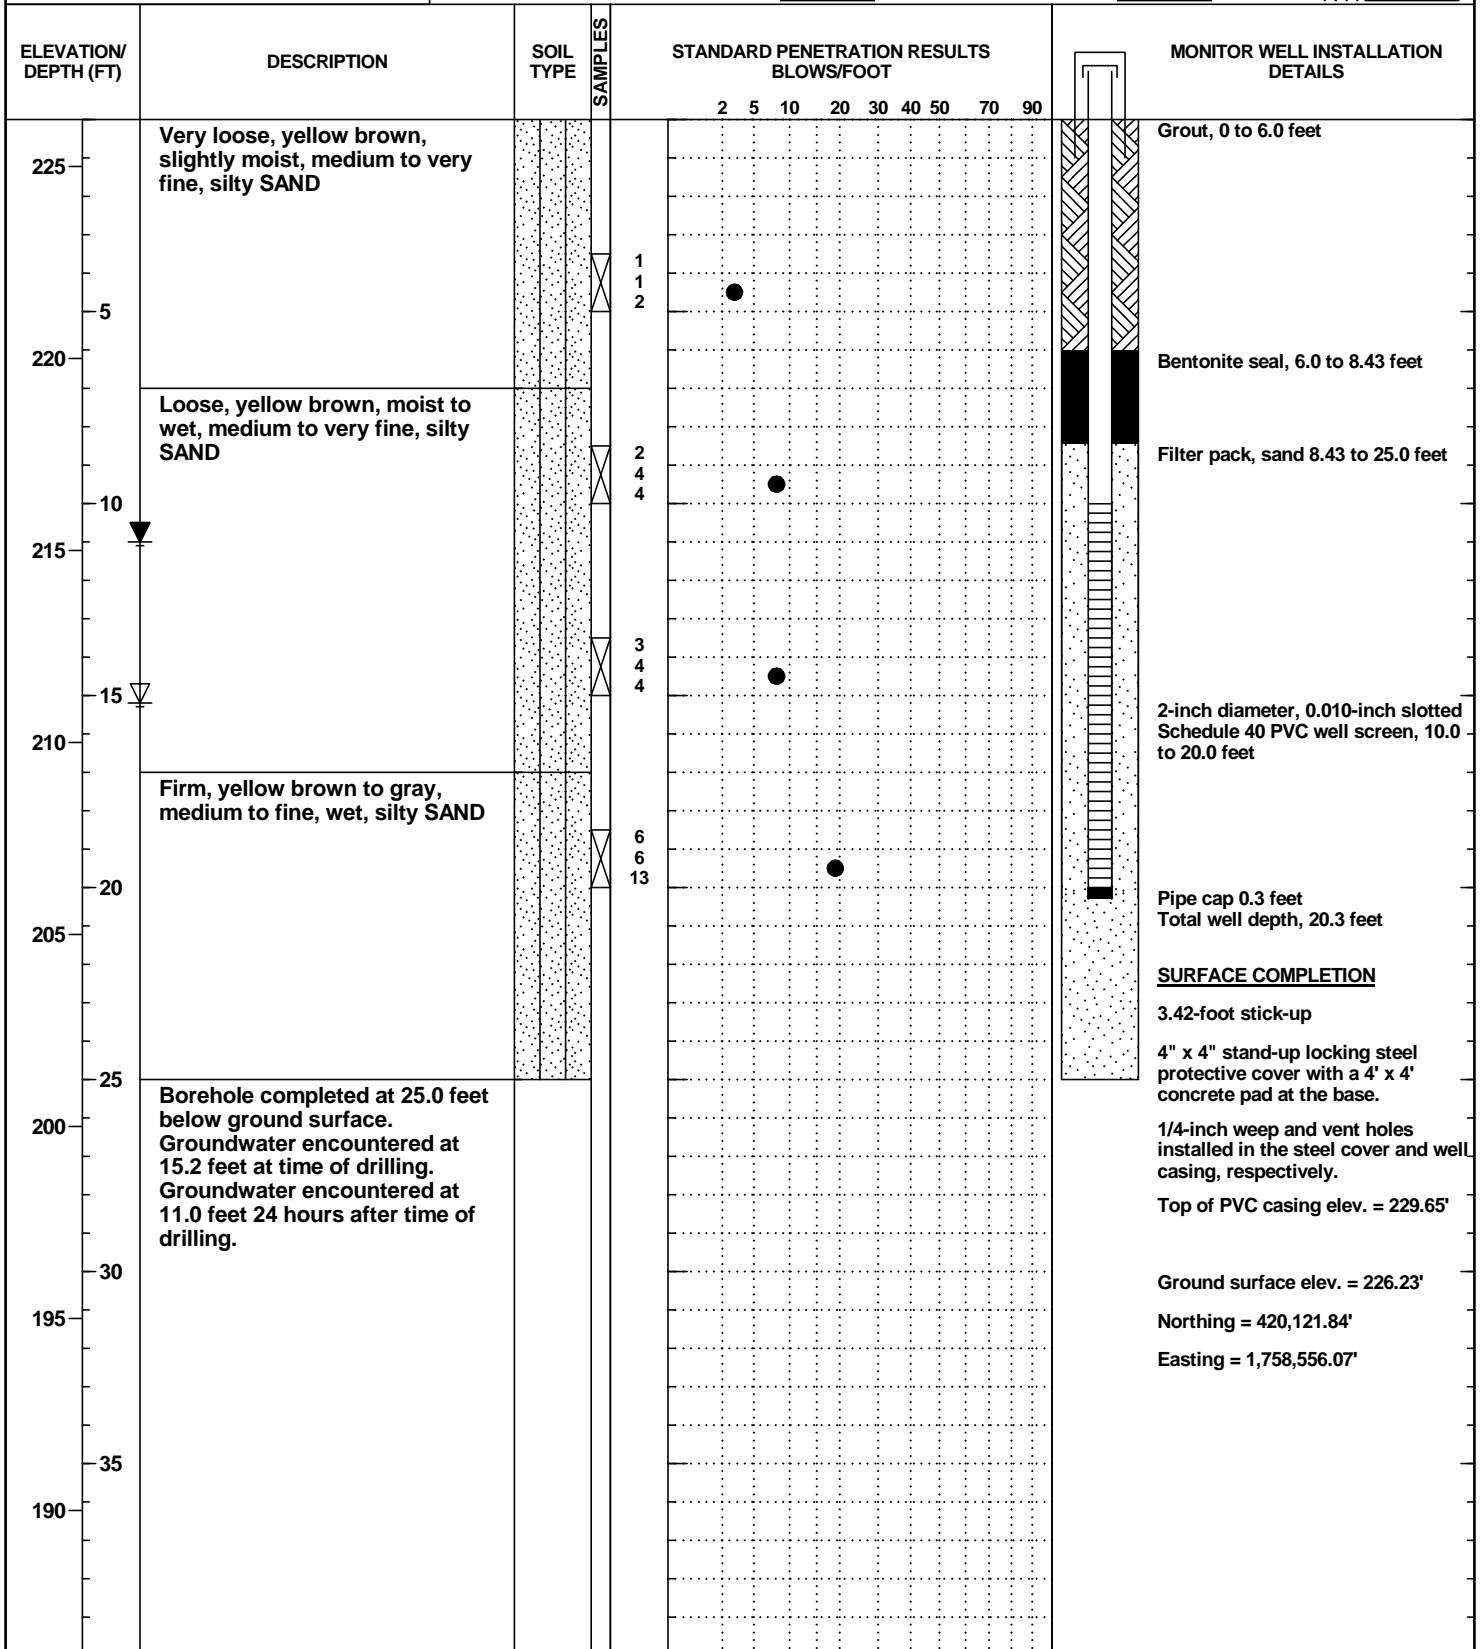 ELEVATION/
DEPTH (FT)
DESCRIPTION
SOIL
TYPE
SAMPLES
STANDARD PENETRATION RESULTS
BLOWS/FOOT
2 5 10 20 30 40 50 70 90
MONITOR WELL INSTALLATION
DETAILS
Very loose, yellow brown,
slightly moist, medium to very
fine, silty SAND
Grout, 0 to 6.0 feet
225
1
1
2
5
220
Bentonite seal, 6.0 to 8.43 feet
Loose, yellow brown, moist to
wet, medium to very fine, silty
SAND
2
4
4
Filter pack, sand 8.43 to 25.0 feet
10
215
3
4
4
15
2-inch diameter, 0.010-inch slotted
Schedule 40 PVC well screen, 10.0
to 20.0 feet
210
Firm, yellow brown to gray,
medium to fine, wet, silty SAND
6
6
13
20
Pipe cap 0.3 feet
Total well depth, 20.3 feet
205
SURFACE COMPLETION
3.42-foot stick-up
4" x 4" stand-up locking steel
protective cover with a 4' x 4'
concrete pad at the base.
25
Borehole completed at 25.0 feet
below ground surface.
Groundwater encountered at
15.2 feet at time of drilling.
Groundwater encountered at
11.0 feet 24 hours after time of
drilling.
200
1/4-inch weep and vent holes
installed in the steel cover and well
casing, respectively.
Top of PVC casing elev. = 229.65'
30
Ground surface elev. = 226.23'
195
Northing = 420,121.84'
Easting = 1,758,556.07'
35
190